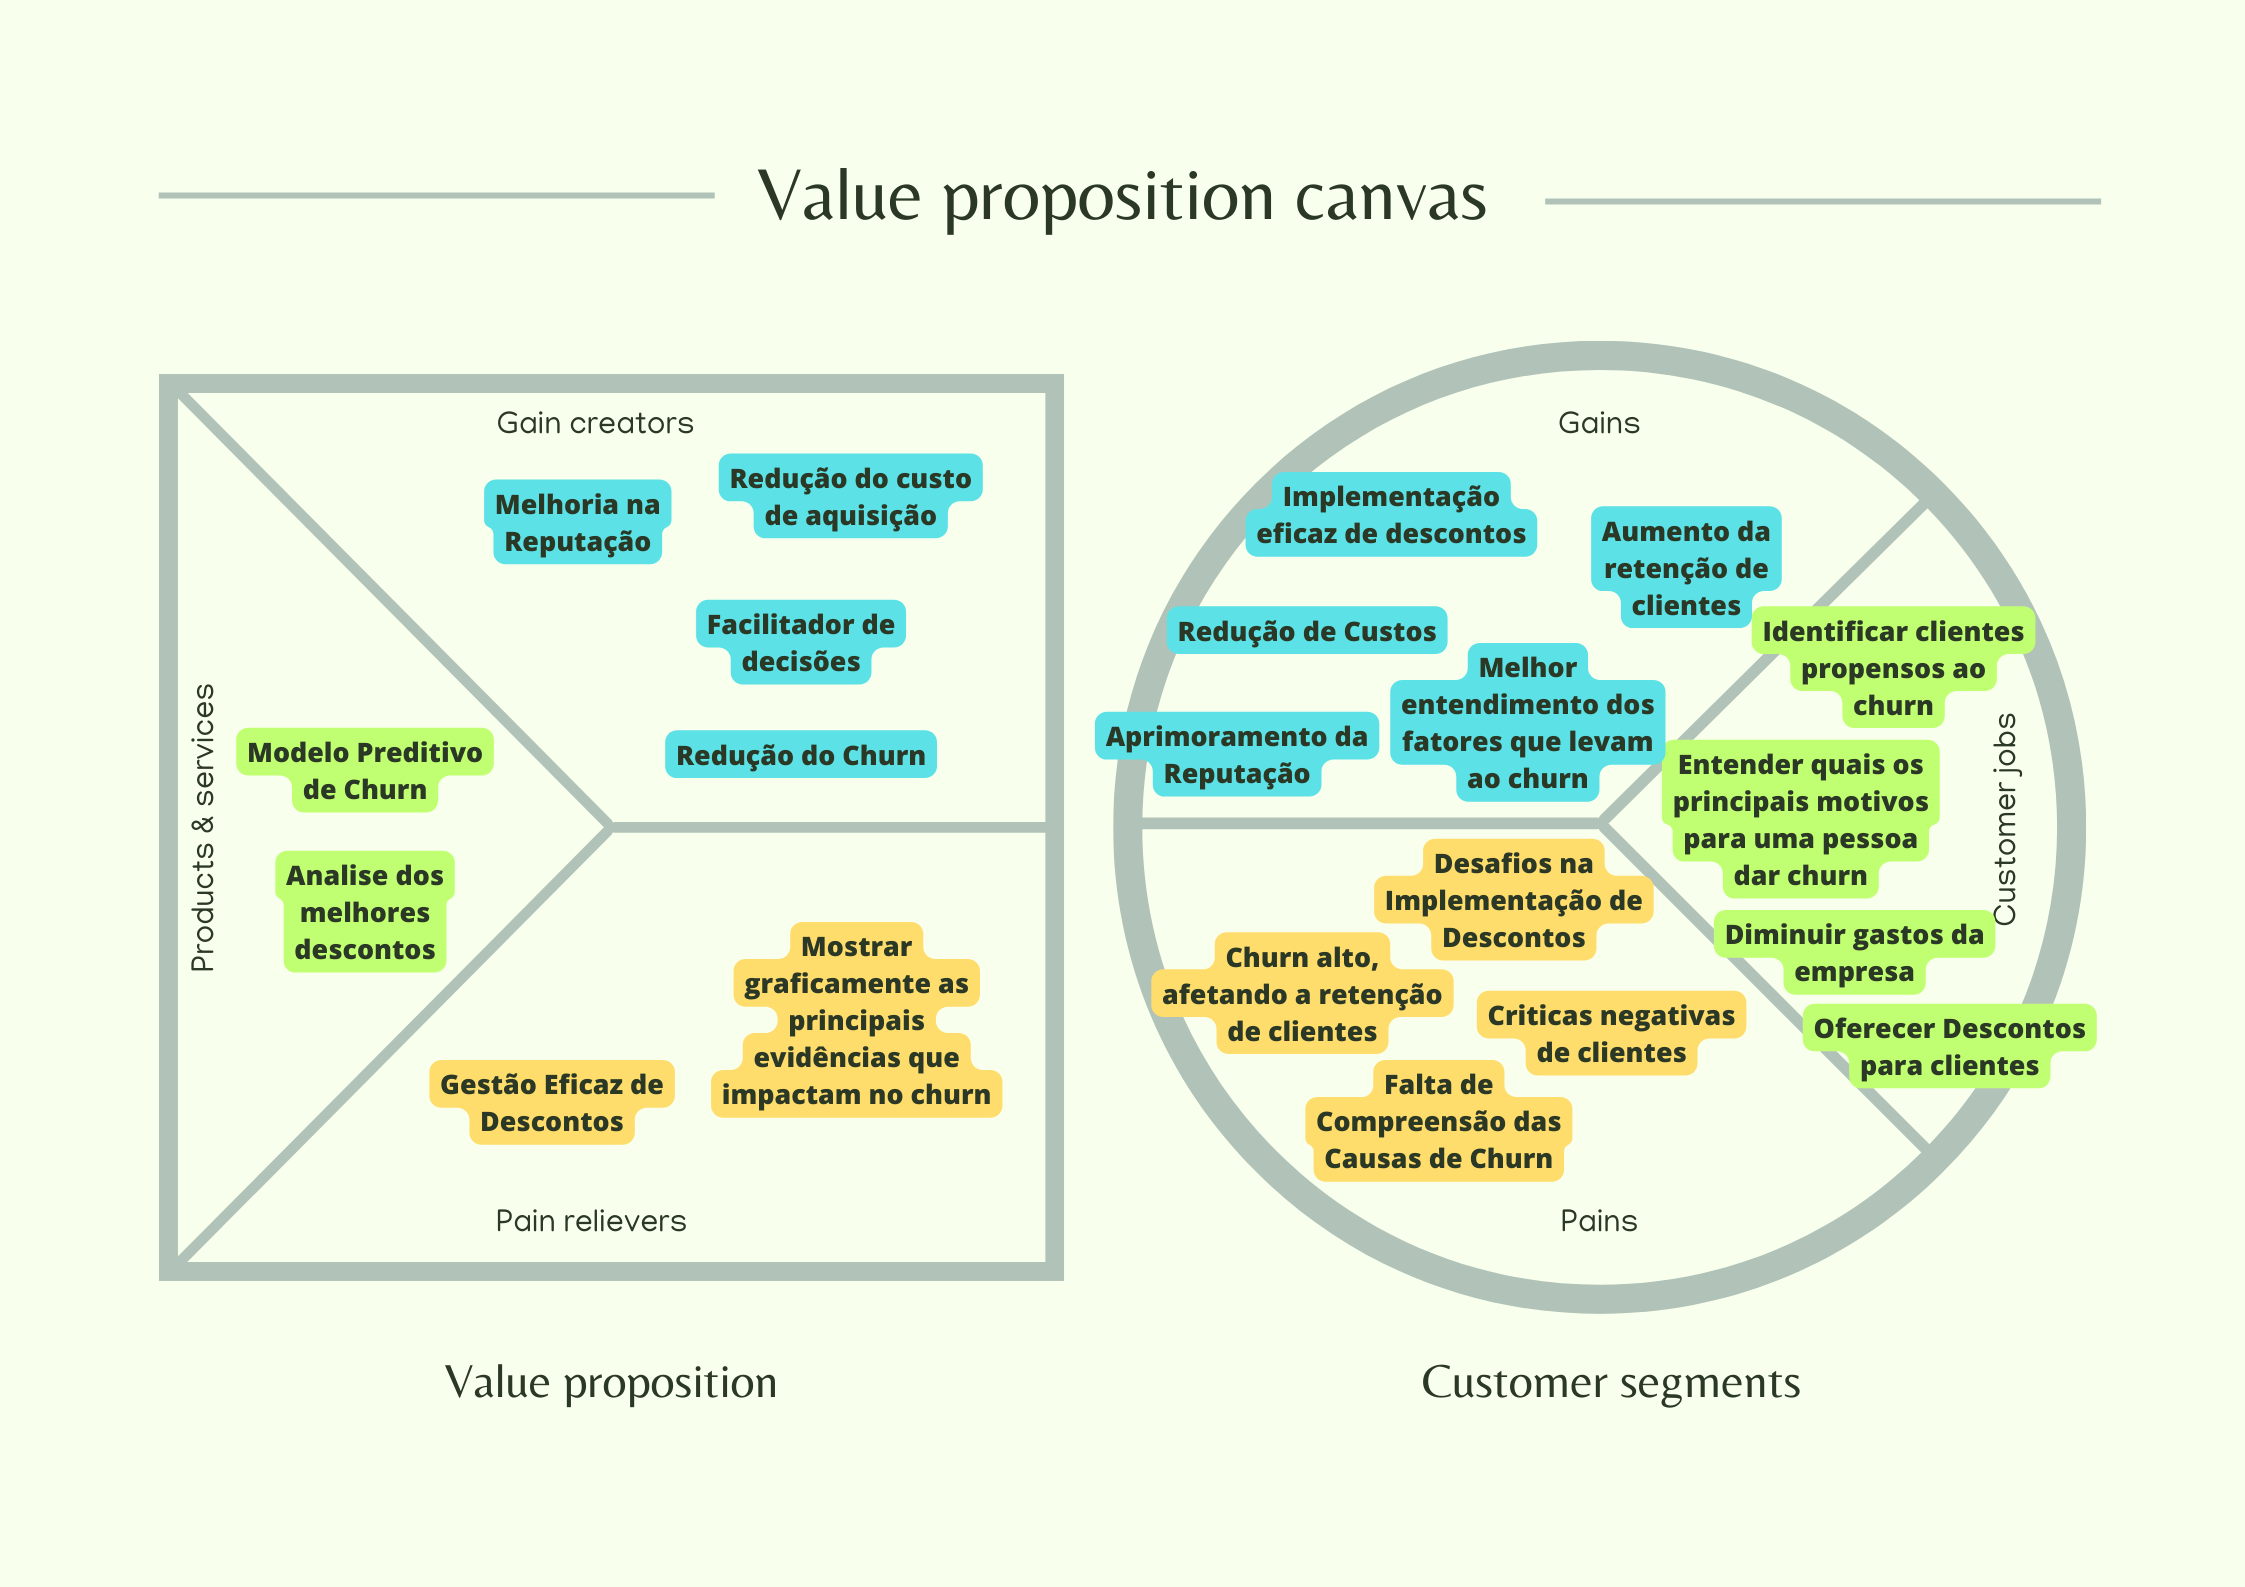 Value proposition canvas
Gain creators
Melhoria na
Reputação
Redução do custo
de aquisição
Facilitador de
decisões
Redução do Churn
Products & services
Modelo Preditivo
de Churn
Analise dos
melhores
descontos
Mostrar
graficamente as
principais
evidências que
impactam no churn
Gestão Eficaz de
Descontos
Pain relievers
Value proposition
Gains
Implementação
eficaz de descontos
Aumento da
retenção de
clientes
Redução de Custos
Melhor
entendimento dos
fatores que levam
ao churn
Aprimoramento da
Reputação
Identificar clientes
propensos ao
churn
Entender quais os
principais motivos
para uma pessoa
dar churn
Customer jobs
Diminuir gastos da
empresa
Oferecer Descontos
para clientes
Desafios na
Implementação de
Descontos
Churn alto,
afetando a retenção
de clientes
Criticas negativas
de clientes
Falta de
Compreensão das
Causas de Churn
Pains
Customer segments